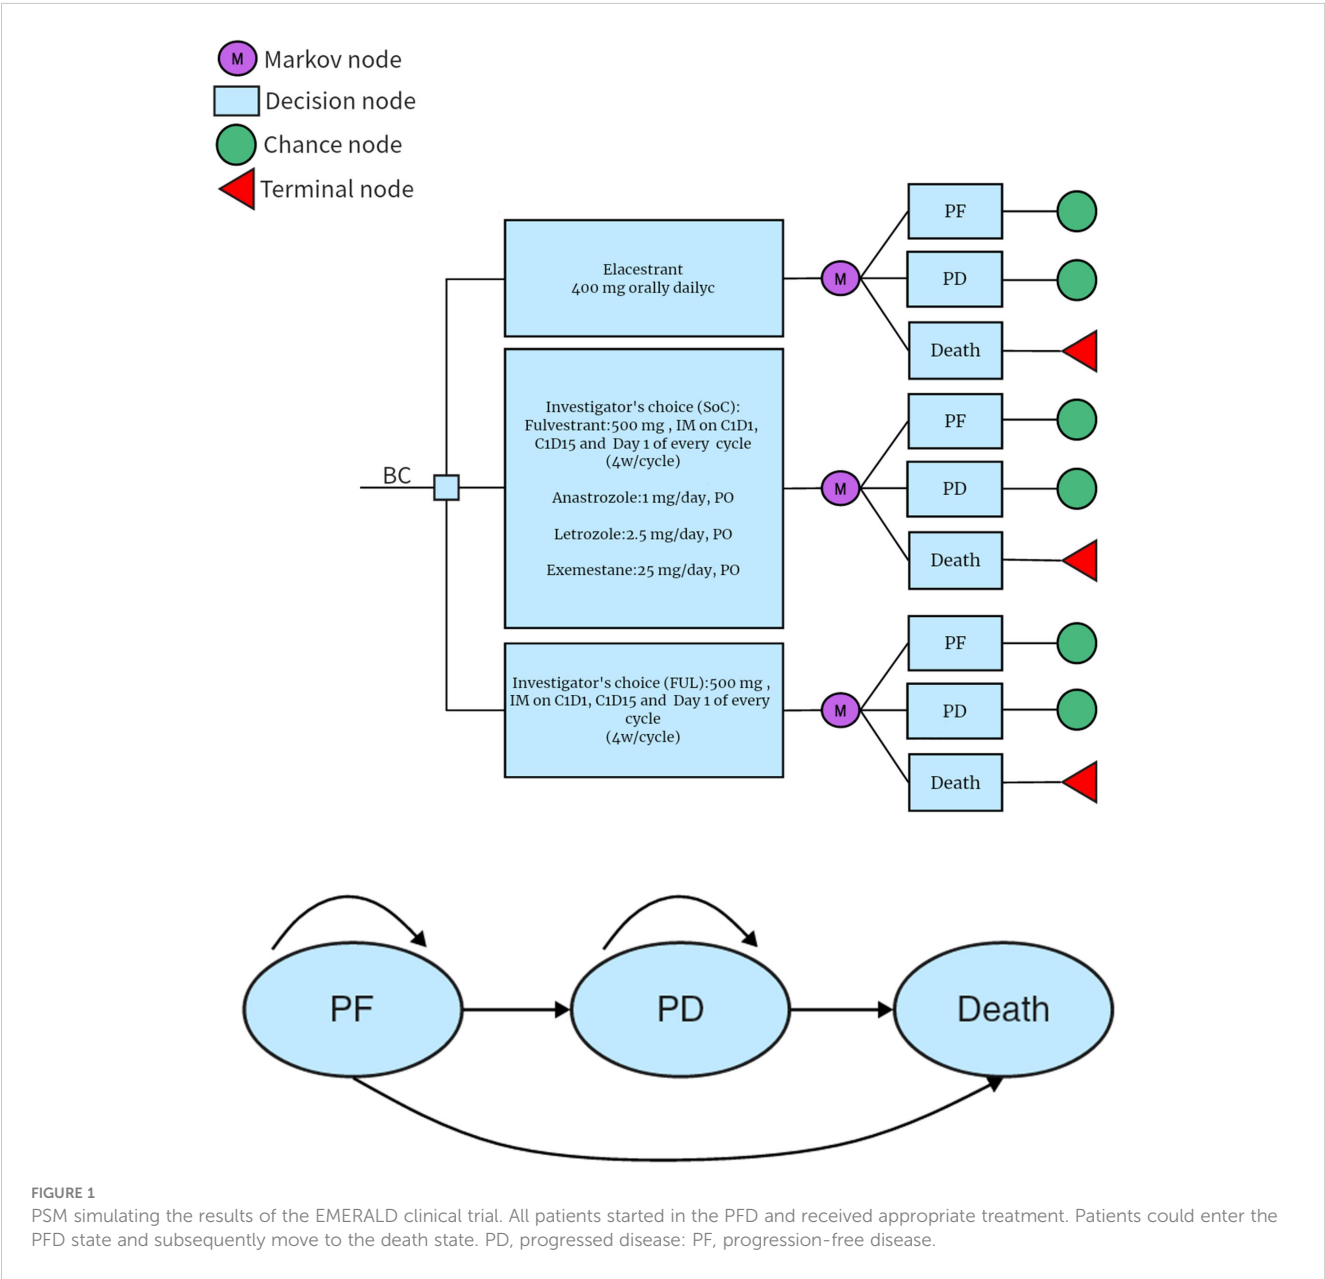 M Markov node
Decision node
Chance node
Terminal node
BC
Elacestrant
400 mg orally dailyc
M
PF
PD
Death
Investigator's choice (SoC):
Fulvestrant:500 mg , IM on C1D1,
C1D15 and Day 1 of every cycle
(4w/cycle)
Anastrozole:1 mg/day, PO
Letrozole:2.5 mg/day, PO
Exemestane:25 mg/day, PO
M
PF
PD
Death
Investigator's choice (FUL):500 mg ,
IM on C1D1, C1D15 and Day 1 of every
cycle
(4w/cycle)
M
PF
PD
Death
PF
PD
Death
FIGURE 1
PSM simulating the results of the EMERALD clinical trial. All patients started in the PFD and received appropriate treatment. Patients could enter the
PFD state and subsequently move to the death state. PD, progressed disease: PF, progression-free disease.